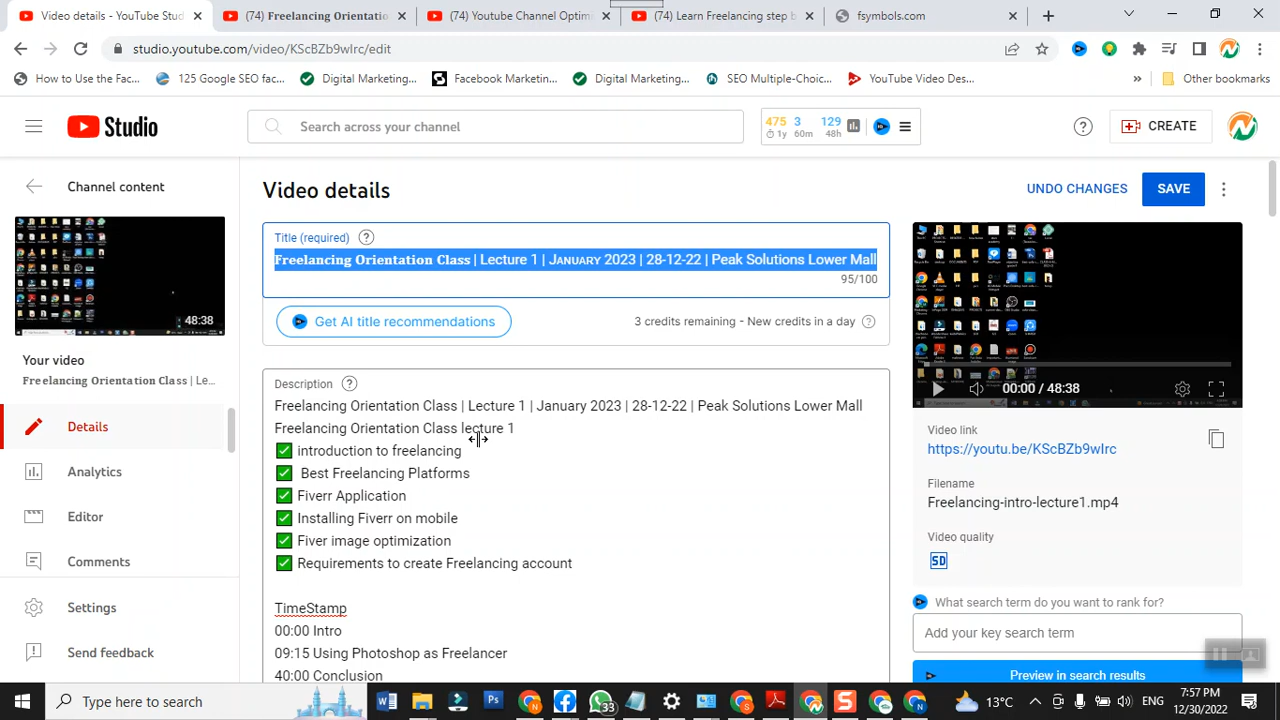 Video details - YouTube Stud
(74) Freelancing Orientatio
(74) Youtube Channel Optim
(74) Learn Freelancing step b
fsymbols.com
studio.youtube.com/video/KScBZb9wIrc/edit
How to Use the Fac...
125 Google SEO fac...
Digital Marketing...
Facebook Marketin...
Digital Marketing...
SEO Multiple-Choic...
YouTube Video Des...
»
Other bookmarks
Studio
Search across your channel
475 3 129
1y 60m 48h
CREATE
Channel content
Video details
UNDO CHANGES
SAVE
Title (required)
Freelancing Orientation Class | Lecture 1 | January 2023 | 28-12-22 | Peak Solutions Lower Mall
95/100
48:38
Get AI title recommendations
3 credits remaining - New credits in a day
Your video
Freelancing Orientation Class | Le...
00:00 / 48:38
Description
Freelancing Orientation Class | Lecture 1 | January 2023 | 28-12-22 | Peak Solutions Lower Mall
Freelancing Orientation Class lecture 1
✅ introduction to freelancing
✅ Best Freelancing Platforms
✅ Fiverr Application
✅ Installing Fiverr on mobile
✅ Fiver image optimization
✅ Requirements to create Freelancing account
TimeStamp
00:00 Intro
09:15 Using Photoshop as Freelancer
40:00 Conclusion
Details
Analytics
Editor
Comments
Settings
Send feedback
Video link
https://youtu.be/KScBZb9wIrc
Filename
Freelancing-intro-lecture1.mp4
Video quality
SD
What search term do you want to rank for?
Add your key search term
Preview in search results
Type here to search
33
13°C
ENG
7:57 PM
12/30/2022